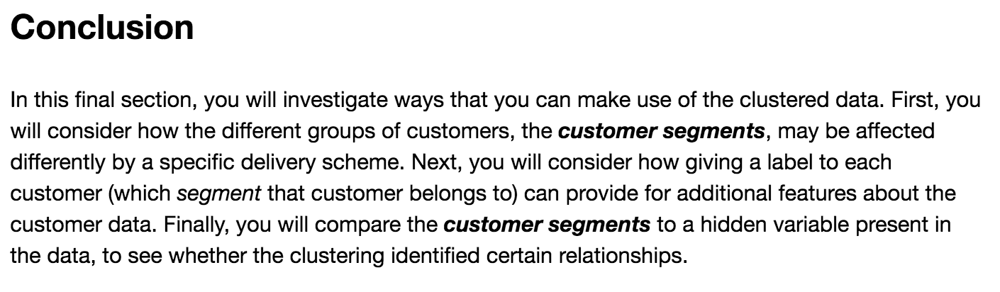 Conclusion
In this final section, you will investigate ways that you can make use of the clustered data. First, you
will consider how the different groups of customers, the customer segments, may be affected
differently by a specific delivery scheme. Next, you will consider how giving a label to each
customer (which segment that customer belongs to) can provide for additional features about the
customer data. Finally, you will compare the customer segments to a hidden variable present in
the data, to see whether the clustering identified certain relationships.